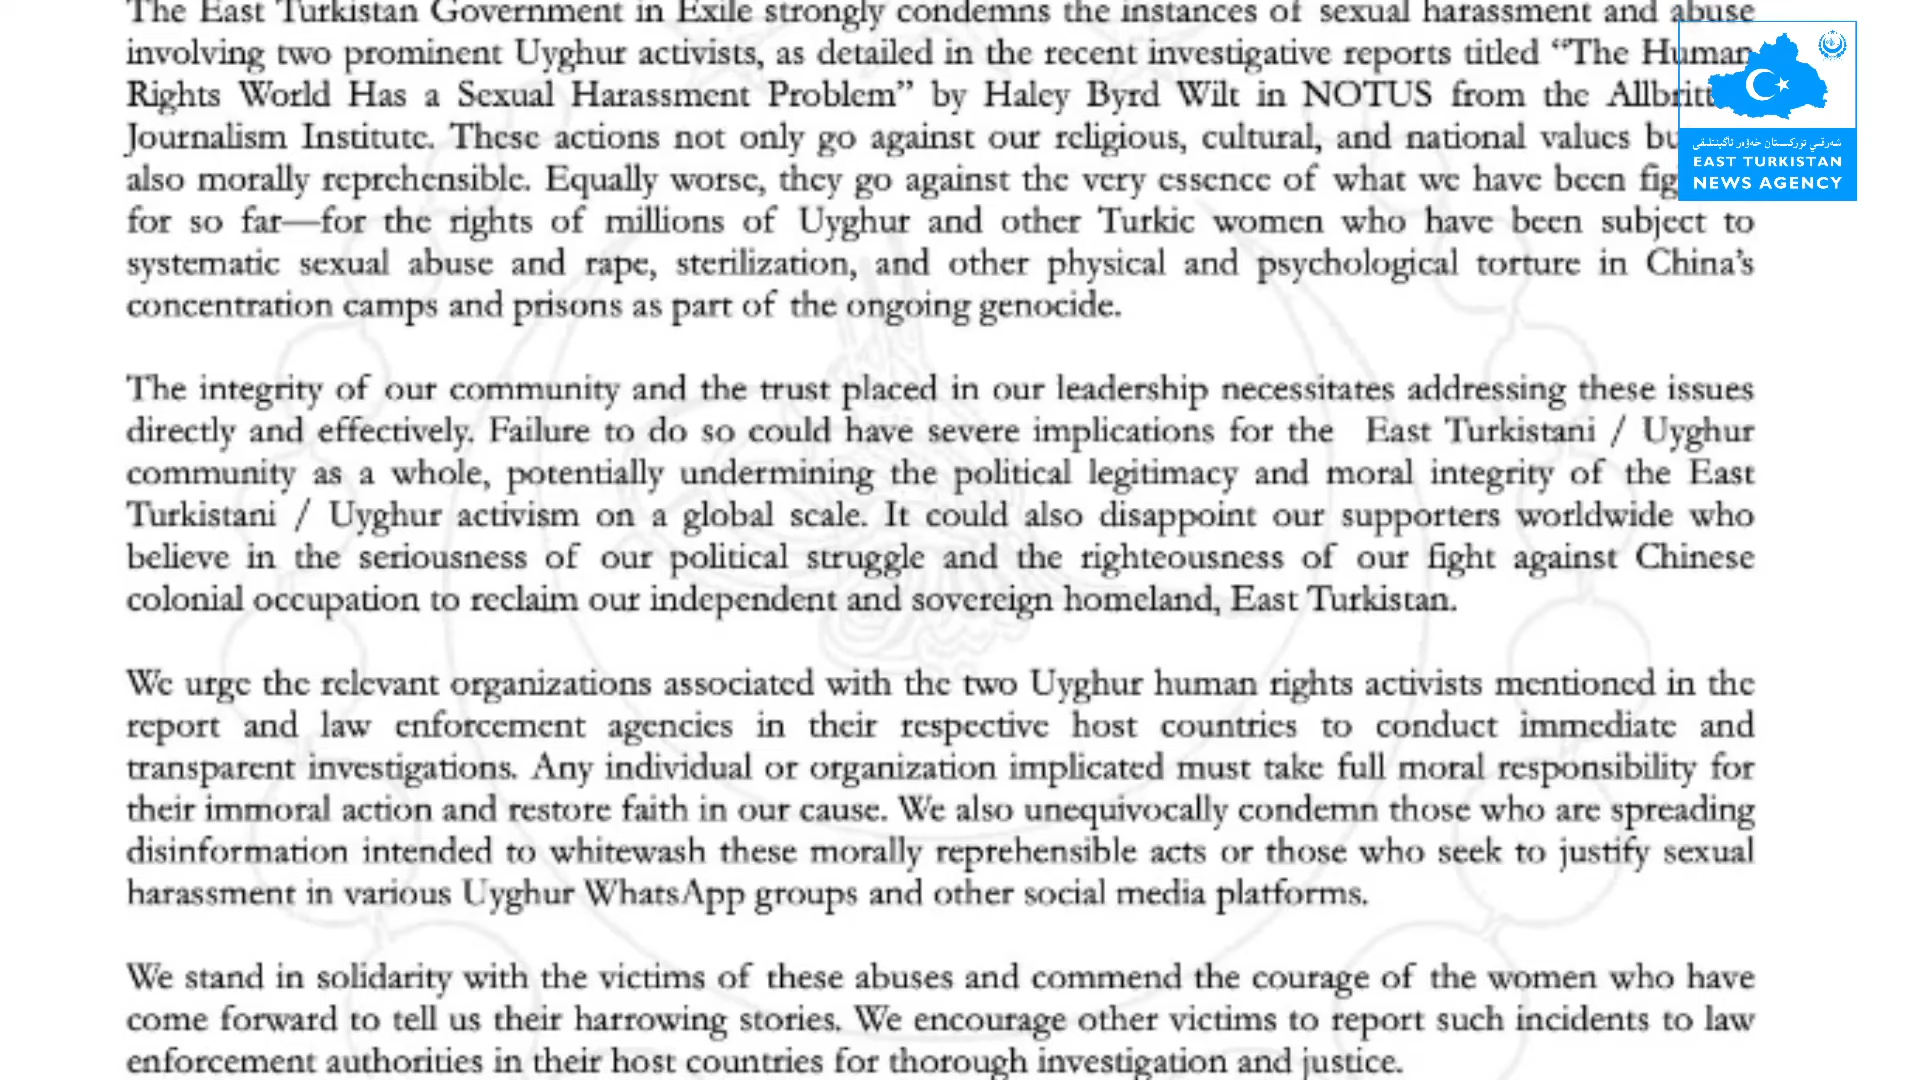 The East Turkistan Government in Exile strongly condemns the instances of sexual harassment and abuse
involving two prominent Uyghur activists, as detailed in the recent investigative reports titled “The Human
Rights World Has a Sexual Harassment Problem” by Haley Byrd Wilt in NOTUS from the Allbritt
Journalism Institute. These actions not only go against our religious, cultural, and national values bu
also morally reprehensible. Equally worse, they go against the very essence of what we have been fig
for so far—for the rights of millions of Uyghur and other Turkic women who have been subject to
systematic sexual abuse and rape, sterilization, and other physical and psychological torture in China’s
concentration camps and prisons as part of the ongoing genocide.
The integrity of our community and the trust placed in our leadership necessitates addressing these issues
directly and effectively. Failure to do so could have severe implications for the East Turkistani / Uyghur
community as a whole, potentially undermining the political legitimacy and moral integrity of the East
Turkistani / Uyghur activism on a global scale. It could also disappoint our supporters worldwide who
believe in the seriousness of our political struggle and the righteousness of our fight against Chinese
colonial occupation to reclaim our independent and sovereign homeland, East Turkistan.
We urge the relevant organizations associated with the two Uyghur human rights activists mentioned in the
report and law enforcement agencies in their respective host countries to conduct immediate and
transparent investigations. Any individual or organization implicated must take full moral responsibility for
their immoral action and restore faith in our cause. We also unequivocally condemn those who are spreading
disinformation intended to whitewash these morally reprehensible acts or those who seek to justify sexual
harassment in various Uyghur WhatsApp groups and other social media platforms.
We stand in solidarity with the victims of these abuses and commend the courage of the women who have
come forward to tell us their harrowing stories. We encourage other victims to report such incidents to law
enforcement authorities in their host countries for thorough investigation and justice.
EAST TURKISTAN
NEWS AGENCY